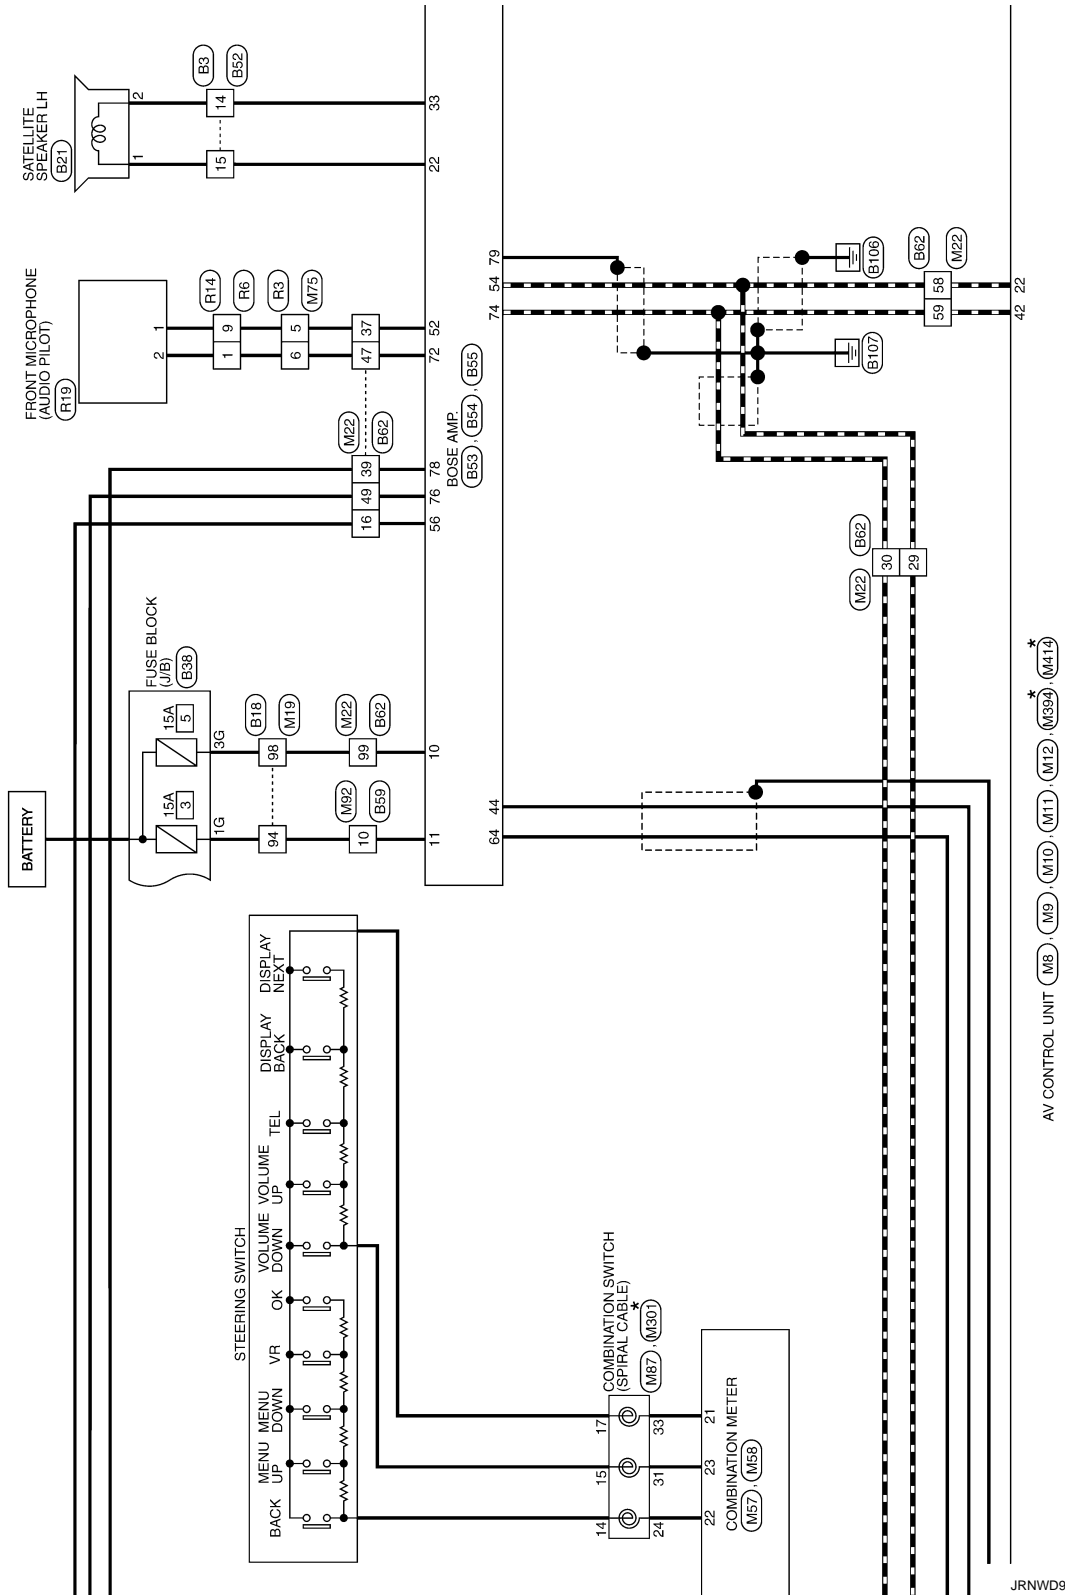 SATELLITE
SPEAKER LH
B21
2
1
B3
B52
14
15
33
22
FRONT MICROPHONE
(AUDIO PILOT)
R19
1
2
R14
R6
9
1
R3
M75
5
6
37
47
52
72
M22
B62
39
49
16
78
76
56
BOSE AMP.
B53 , B54 , B55
79
54
74
B106
B107
B62
M22
58
59
22
42
B62
M22
30
29
BATTERY
FUSE BLOCK
(J/B)
B38
15A
5
3G
15A
3
1G
B18
M19
98
94
M22
B62
99
M92
B59
10
10
11
44
64
STEERING SWITCH
BACK
MENU
UP
MENU
DOWN
VR
OK
VOLUME
DOWN
VOLUME
UP
TEL
DISPLAY
BACK
DISPLAY
NEXT
COMBINATION SWITCH
(SPIRAL CABLE)
M87 , M301 *
17
15
14
33
31
24
21
23
22
COMBINATION METER
M57 , M58
AV CONTROL UNIT M8 , M9 , M10 , M11 , M12 , M394 * , M414 *
JRNWD9